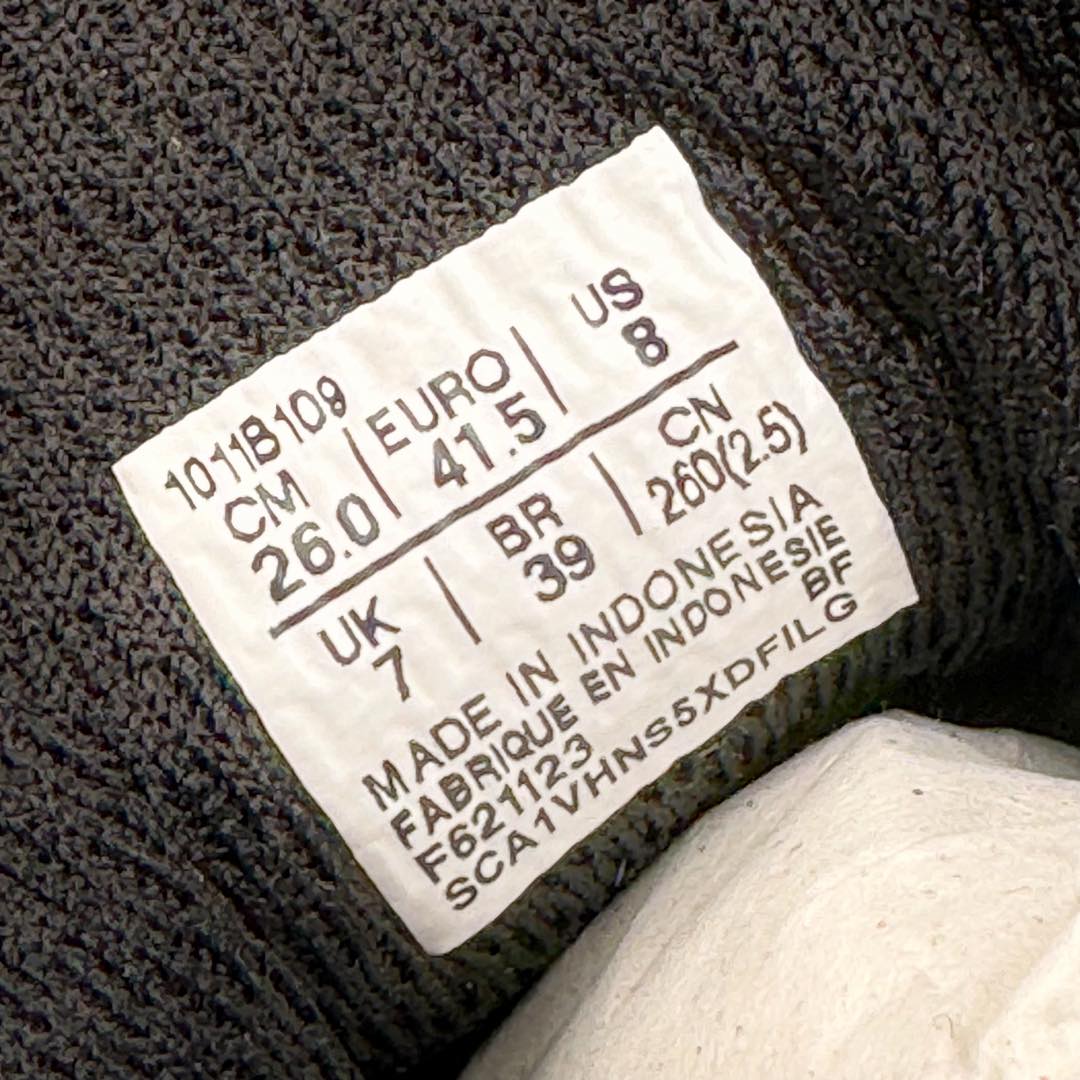 1011B109
CM EURO US
26.0 41.5 8
UK BR CN
7 39 260(2.5)
MADE IN INDONESIA
FABRIQUE EN INDONESIE
F621123 BF
SCA1VHNS5XDFILG